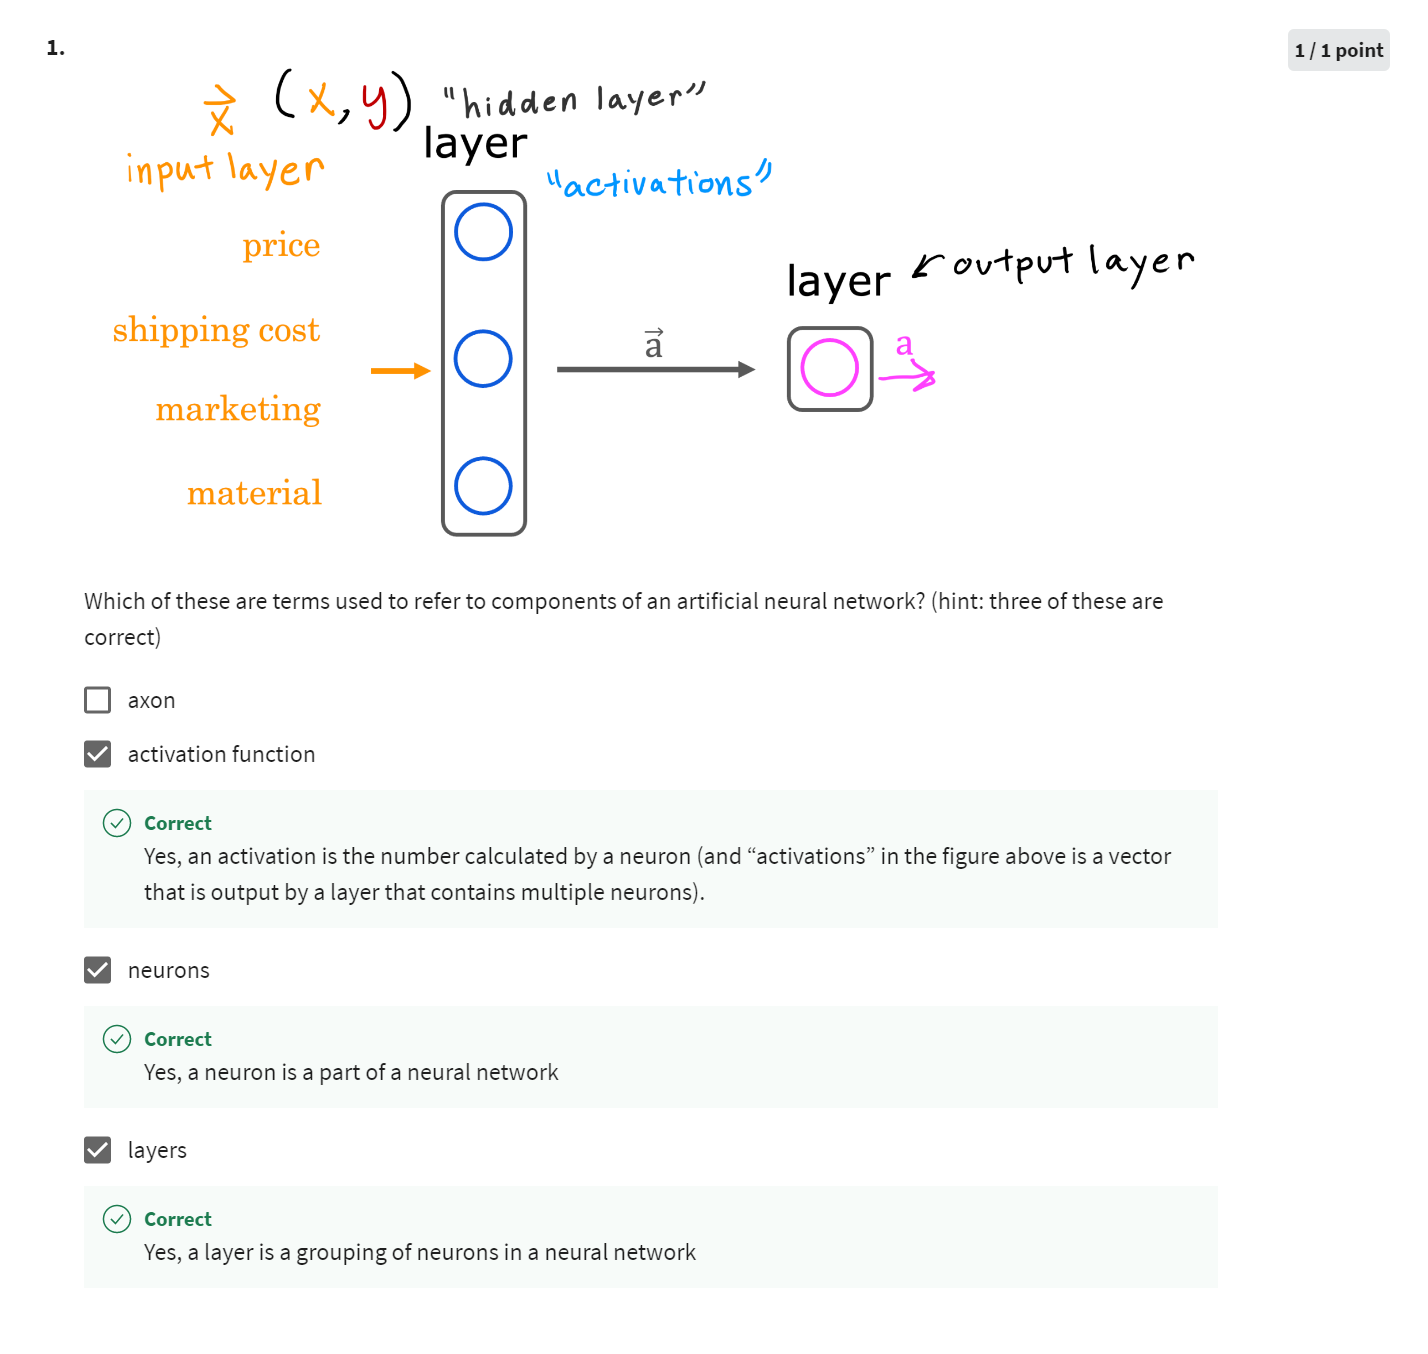 1.
1 / 1 point
x⃗ (x, y) "hidden layer"
layer
input layer
"activations"
price
layer ↙ output layer
shipping cost
a⃗
a
marketing
material
Which of these are terms used to refer to components of an artificial neural network? (hint: three of these are
correct)
axon
activation function
Correct
Yes, an activation is the number calculated by a neuron (and “activations” in the figure above is a vector
that is output by a layer that contains multiple neurons).
neurons
Correct
Yes, a neuron is a part of a neural network
layers
Correct
Yes, a layer is a grouping of neurons in a neural network